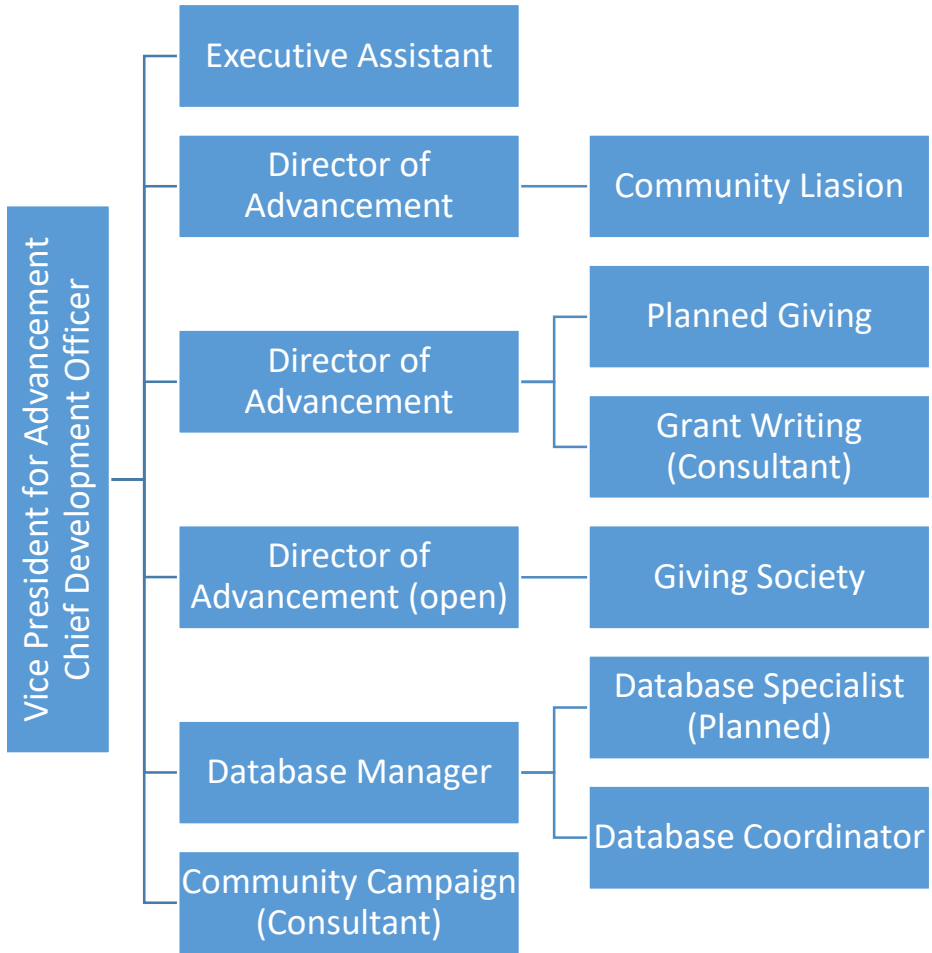 Vice President for Advancement
Chief Development Officer
Executive Assistant
Director of
Advancement
Community Liasion
Director of
Advancement
Planned Giving
Grant Writing
(Consultant)
Director of
Advancement (open)
Giving Society
Database Manager
Database Specialist
(Planned)
Database Coordinator
Community Campaign
(Consultant)